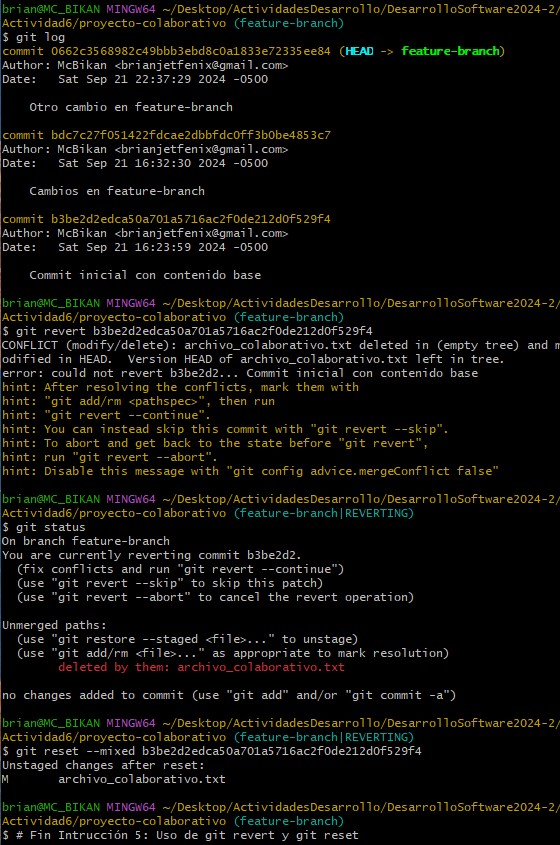 brian@MC_BIKAN MINGW64 ~/Desktop/ActividadesDesarrollo/DesarrolloSoftware2024-2/
Actividad6/proyecto-colaborativo (feature-branch)
$ git log
commit 0662c3568982c49bbb3ebd8c0a1833e72335ee84 (HEAD -> feature-branch)
Author: McBikan <brianjetfenix@gmail.com>
Date:   Sat Sep 21 22:37:29 2024 -0500

    Otro cambio en feature-branch

commit bdc7c27f051422fdcae2dbbfdc0ff3b0be4853c7
Author: McBikan <brianjetfenix@gmail.com>
Date:   Sat Sep 21 16:32:30 2024 -0500

    Cambios en feature-branch

commit b3be2d2edca50a701a5716ac2f0de212d0f529f4
Author: McBikan <brianjetfenix@gmail.com>
Date:   Sat Sep 21 16:23:59 2024 -0500

    Commit inicial con contenido base

brian@MC_BIKAN MINGW64 ~/Desktop/ActividadesDesarrollo/DesarrolloSoftware2024-2/
Actividad6/proyecto-colaborativo (feature-branch)
$ git revert b3be2d2edca50a701a5716ac2f0de212d0f529f4
CONFLICT (modify/delete): archivo_colaborativo.txt deleted in (empty tree) and m
odified in HEAD.  Version HEAD of archivo_colaborativo.txt left in tree.
error: could not revert b3be2d2... Commit inicial con contenido base
hint: After resolving the conflicts, mark them with
hint: "git add/rm <pathspec>", then run
hint: "git revert --continue".
hint: You can instead skip this commit with "git revert --skip".
hint: To abort and get back to the state before "git revert",
hint: run "git revert --abort".
hint: Disable this message with "git config advice.mergeConflict false"

brian@MC_BIKAN MINGW64 ~/Desktop/ActividadesDesarrollo/DesarrolloSoftware2024-2/
Actividad6/proyecto-colaborativo (feature-branch|REVERTING)
$ git status
On branch feature-branch
You are currently reverting commit b3be2d2.
  (fix conflicts and run "git revert --continue")
  (use "git revert --skip" to skip this patch)
  (use "git revert --abort" to cancel the revert operation)

Unmerged paths:
  (use "git restore --staged <file>..." to unstage)
  (use "git add/rm <file>..." as appropriate to mark resolution)
        deleted by them: archivo_colaborativo.txt

no changes added to commit (use "git add" and/or "git commit -a")

brian@MC_BIKAN MINGW64 ~/Desktop/ActividadesDesarrollo/DesarrolloSoftware2024-2/
Actividad6/proyecto-colaborativo (feature-branch|REVERTING)
$ git reset --mixed b3be2d2edca50a701a5716ac2f0de212d0f529f4
Unstaged changes after reset:
M       archivo_colaborativo.txt

brian@MC_BIKAN MINGW64 ~/Desktop/ActividadesDesarrollo/DesarrolloSoftware2024-2/
Actividad6/proyecto-colaborativo (feature-branch)
$ # Fin Intrucción 5: Uso de git revert y git reset